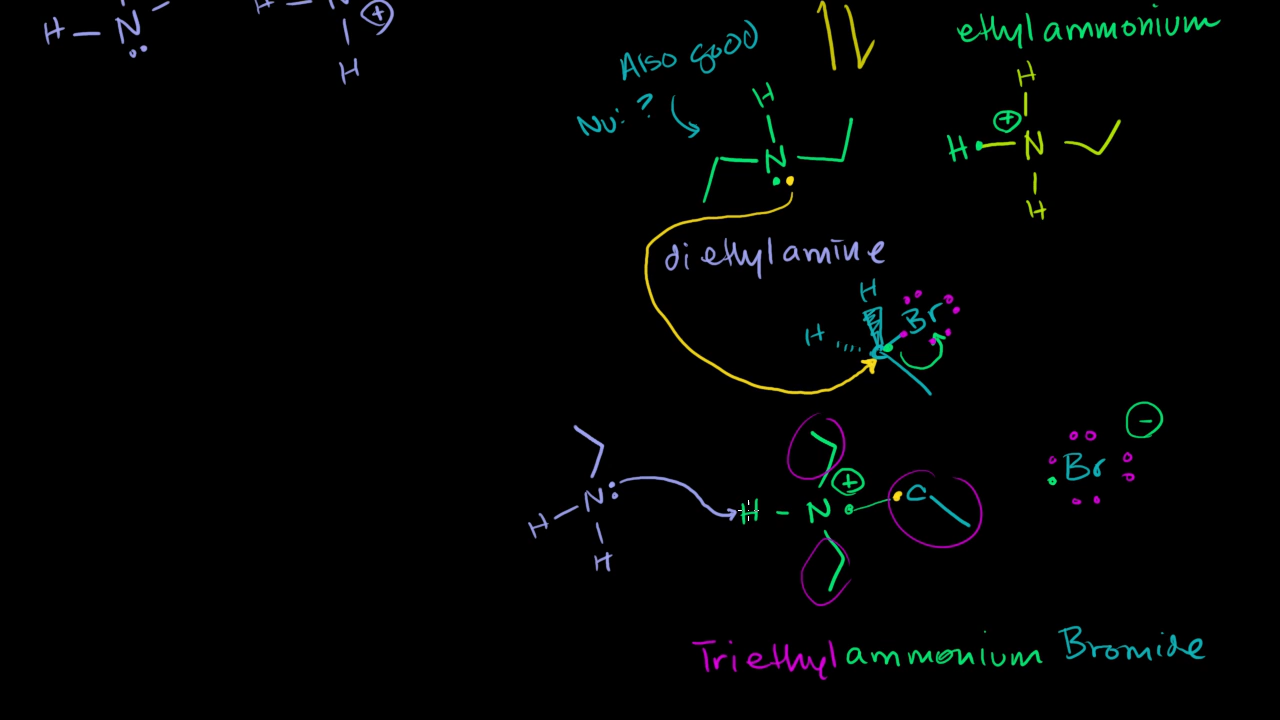 H N H N +
H
ethylammonium
Also good
Nu: ?
H
N
H
+
H N
H
diethylamine
H
H Br
C
−
Br
+
N H N C
H
H
Triethylammonium Bromide